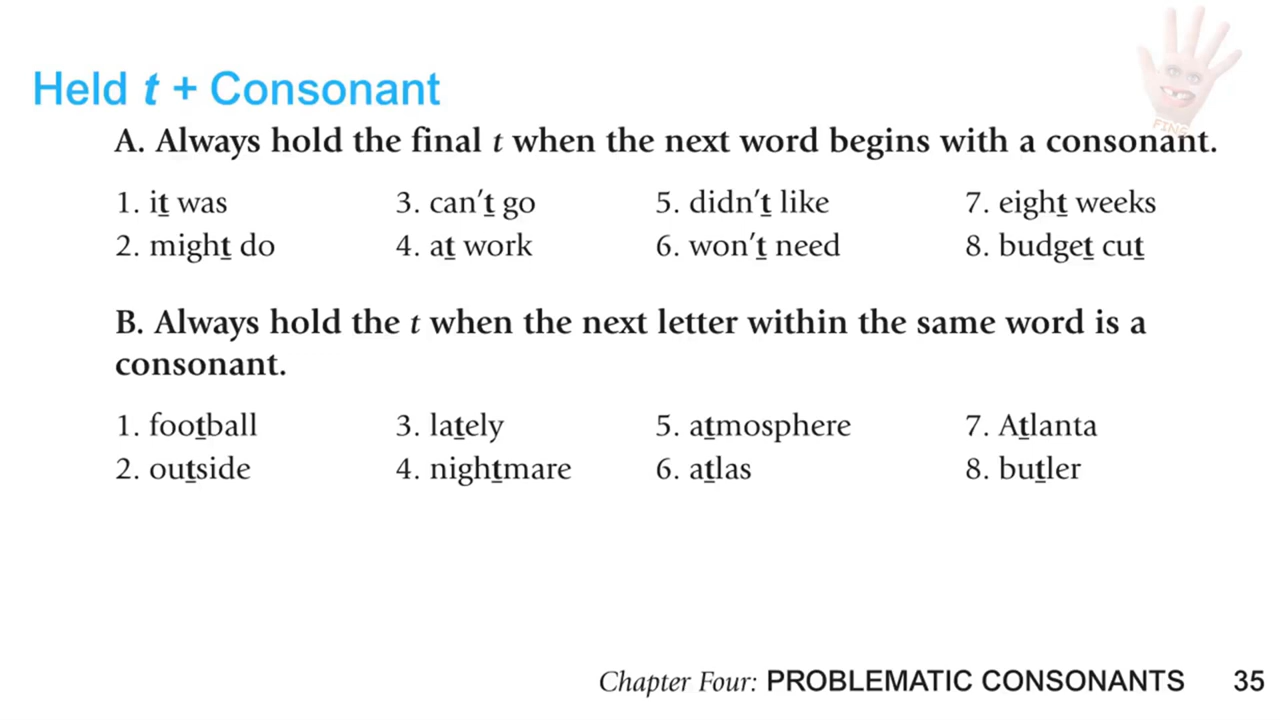 FING
Held t + Consonant
A. Always hold the final t when the next word begins with a consonant.
1. it was 3. can't go 5. didn't like 7. eight weeks
2. might do 4. at work 6. won't need 8. budget cut
B. Always hold the t when the next letter within the same word is a
consonant.
1. football 3. lately 5. atmosphere 7. Atlanta
2. outside 4. nightmare 6. atlas 8. butler
Chapter Four: PROBLEMATIC CONSONANTS 35